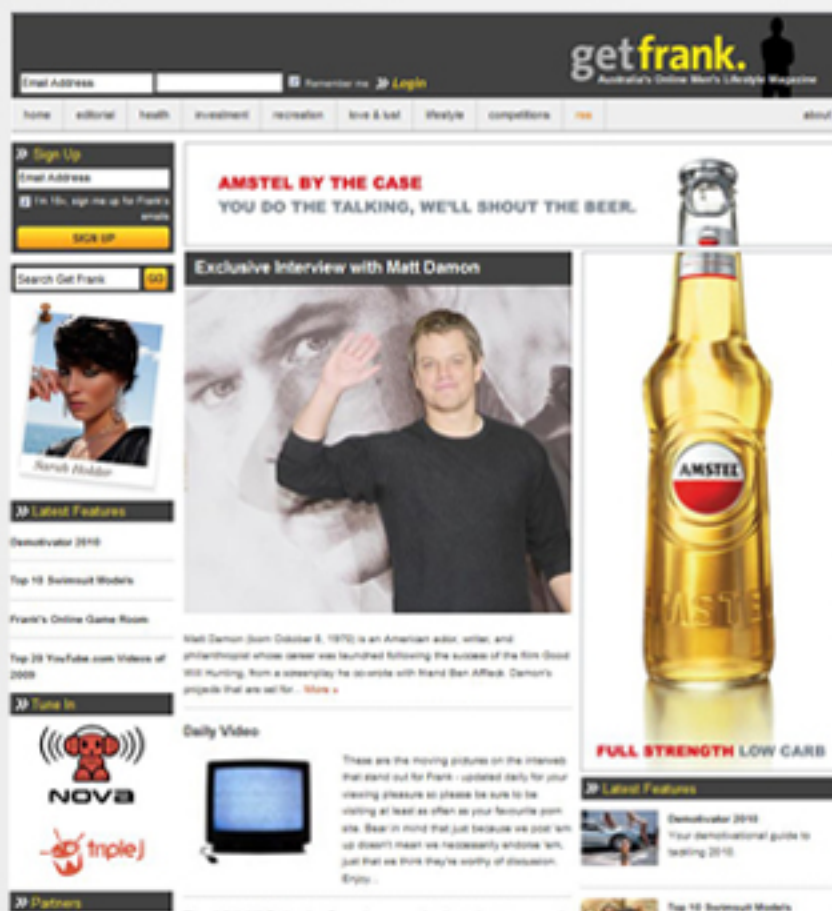 getfrank.
Australia's Online Men's Lifestyle Magazine
Email Address
Remember me » Login
home editorial health investment recreation love & lust lifestyle competitions rss about
» Sign Up
Email Address
I'm 18+, sign me up for Frank's
emails
SIGN UP
Search Get Frank GO
Sarah Holder
» Latest Features
Demotivator 2010
Top 10 Swimsuit Models
Frank's Online Game Room
Top 20 YouTube.com Videos of
2009
» Tune In
NOVA
triple j
» Partners
AMSTEL BY THE CASE
YOU DO THE TALKING, WE'LL SHOUT THE BEER.
Exclusive Interview with Matt Damon
Matt Damon (born October 8, 1970) is an American actor, writer, and
philanthropist whose career was launched following the success of the film Good
Will Hunting, from a screenplay he co-wrote with friend Ben Affleck. Damon's
projects that are set for... More »
Daily Video
These are the moving pictures on the interweb
that stand out for Frank - updated daily for your
viewing pleasure so please be sure to be
visiting at least as often as your favourite porn
site. Bear in mind that just because we post 'em
up doesn't mean we neccessarily endorse 'em,
just that we think they're worthy of discussion.
Enjoy...
AMSTEL
AMSTEL
FULL STRENGTH LOW CARB
» Latest Features
Demotivator 2010
Your demotivational guide to
tackling 2010.
Top 10 Swimsuit Models